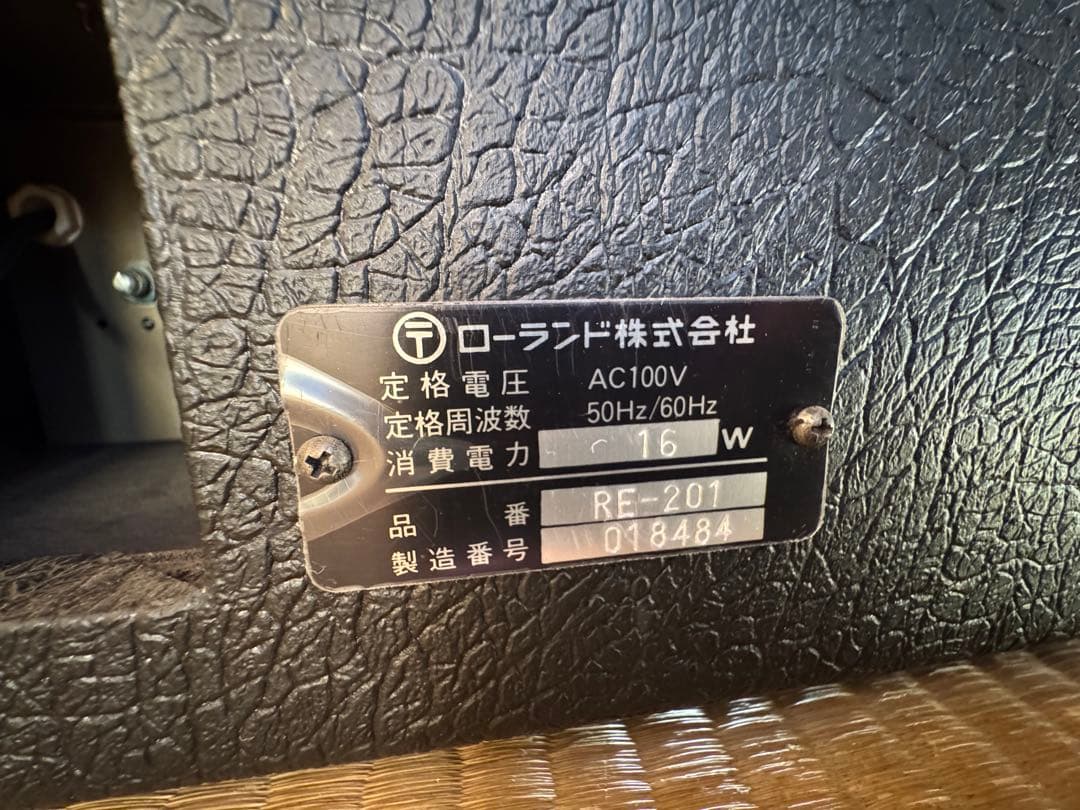 〒 ローランド株式会社
定格電圧 AC100V
定格周波数 50Hz/60Hz
消費電力 16 W
品番 RE-201
製造番号 018484